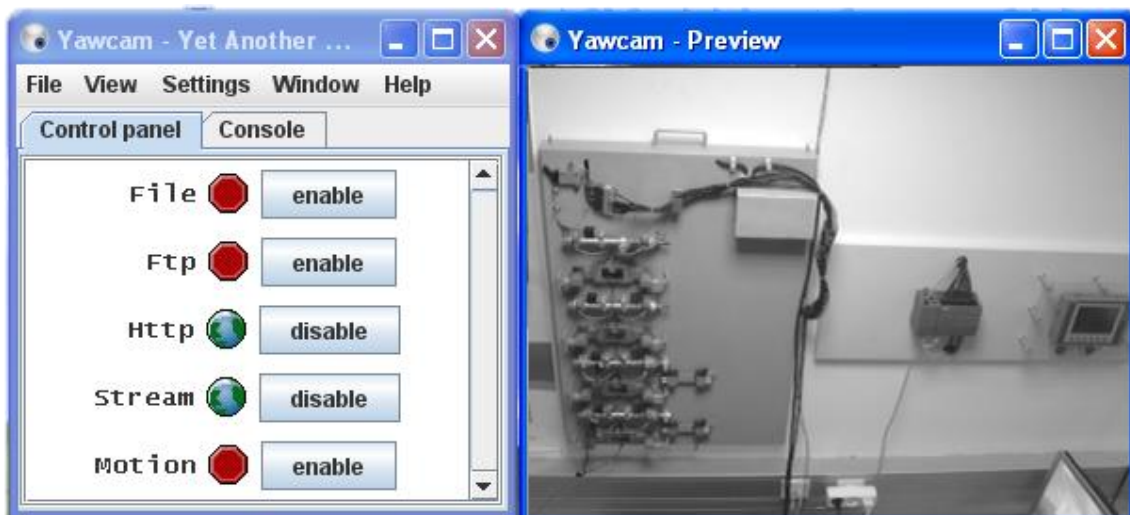 Yawcam - Yet Another ...
File View Settings Window Help
Control panel Console
File enable
Ftp enable
Http disable
Stream disable
Motion enable
Yawcam - Preview